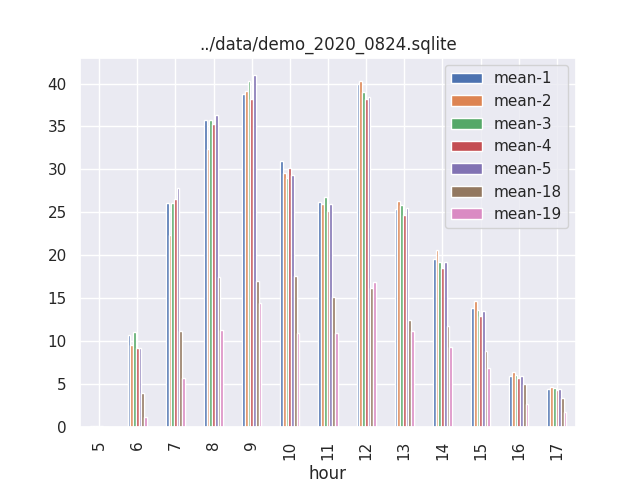 ../data/demo_2020_0824.sqlite
mean-1
mean-2
mean-3
mean-4
mean-5
mean-18
mean-19
40
35
30
25
20
15
10
5
0
5 6 7 8 9 10 11 12 13 14 15 16 17
hour